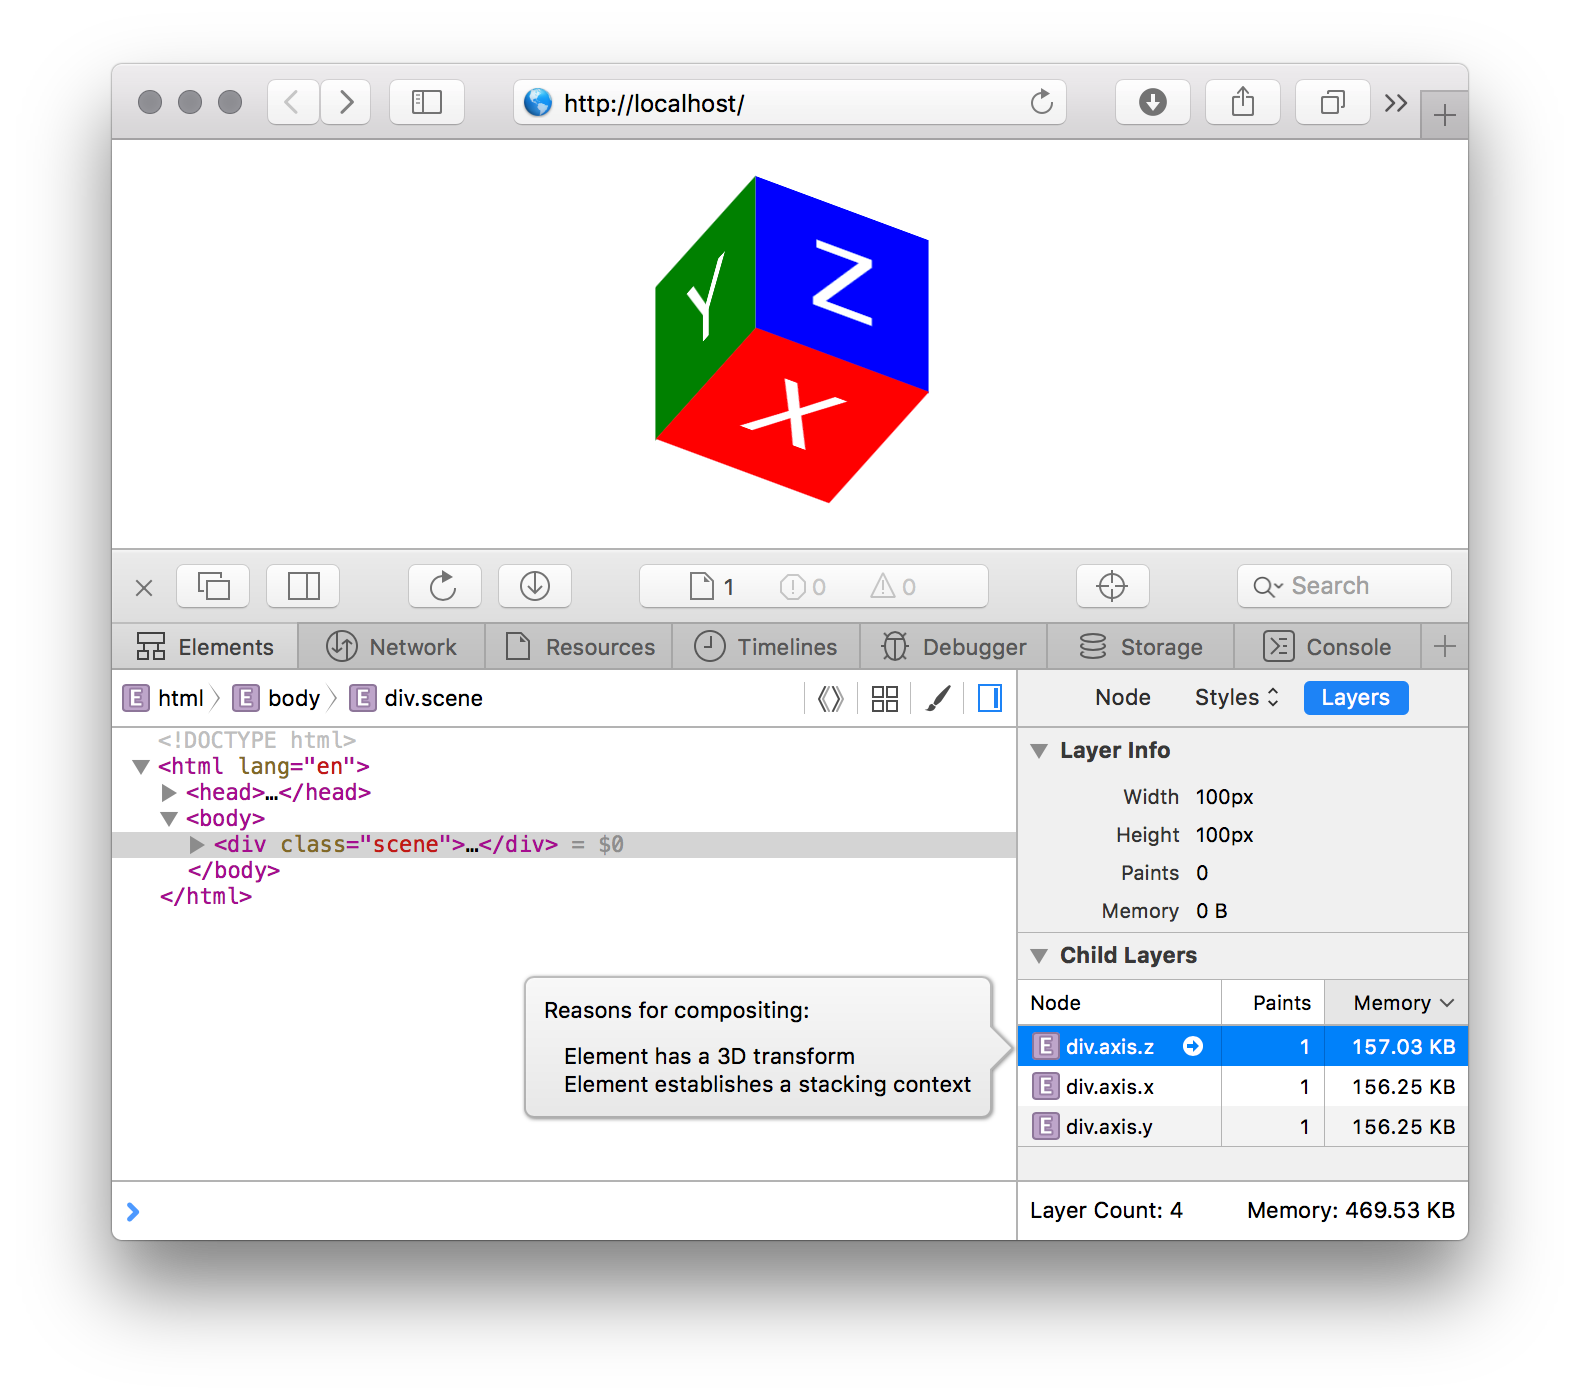 http://localhost/
Y
Z
X
1 0 0
Search
Elements Network Resources Timelines Debugger Storage Console
E html E body E div.scene
Node Styles Layers
<!DOCTYPE html>
<html lang="en">
<head>…</head>
<body>
<div class="scene">…</div> = $0
</body>
</html>
Layer Info
Width 100px
Height 100px
Paints 0
Memory 0 B
Child Layers
Node Paints Memory
E div.axis.z 1 157.03 KB
E div.axis.x 1 156.25 KB
E div.axis.y 1 156.25 KB
Reasons for compositing:
Element has a 3D transform
Element establishes a stacking context
Layer Count: 4 Memory: 469.53 KB